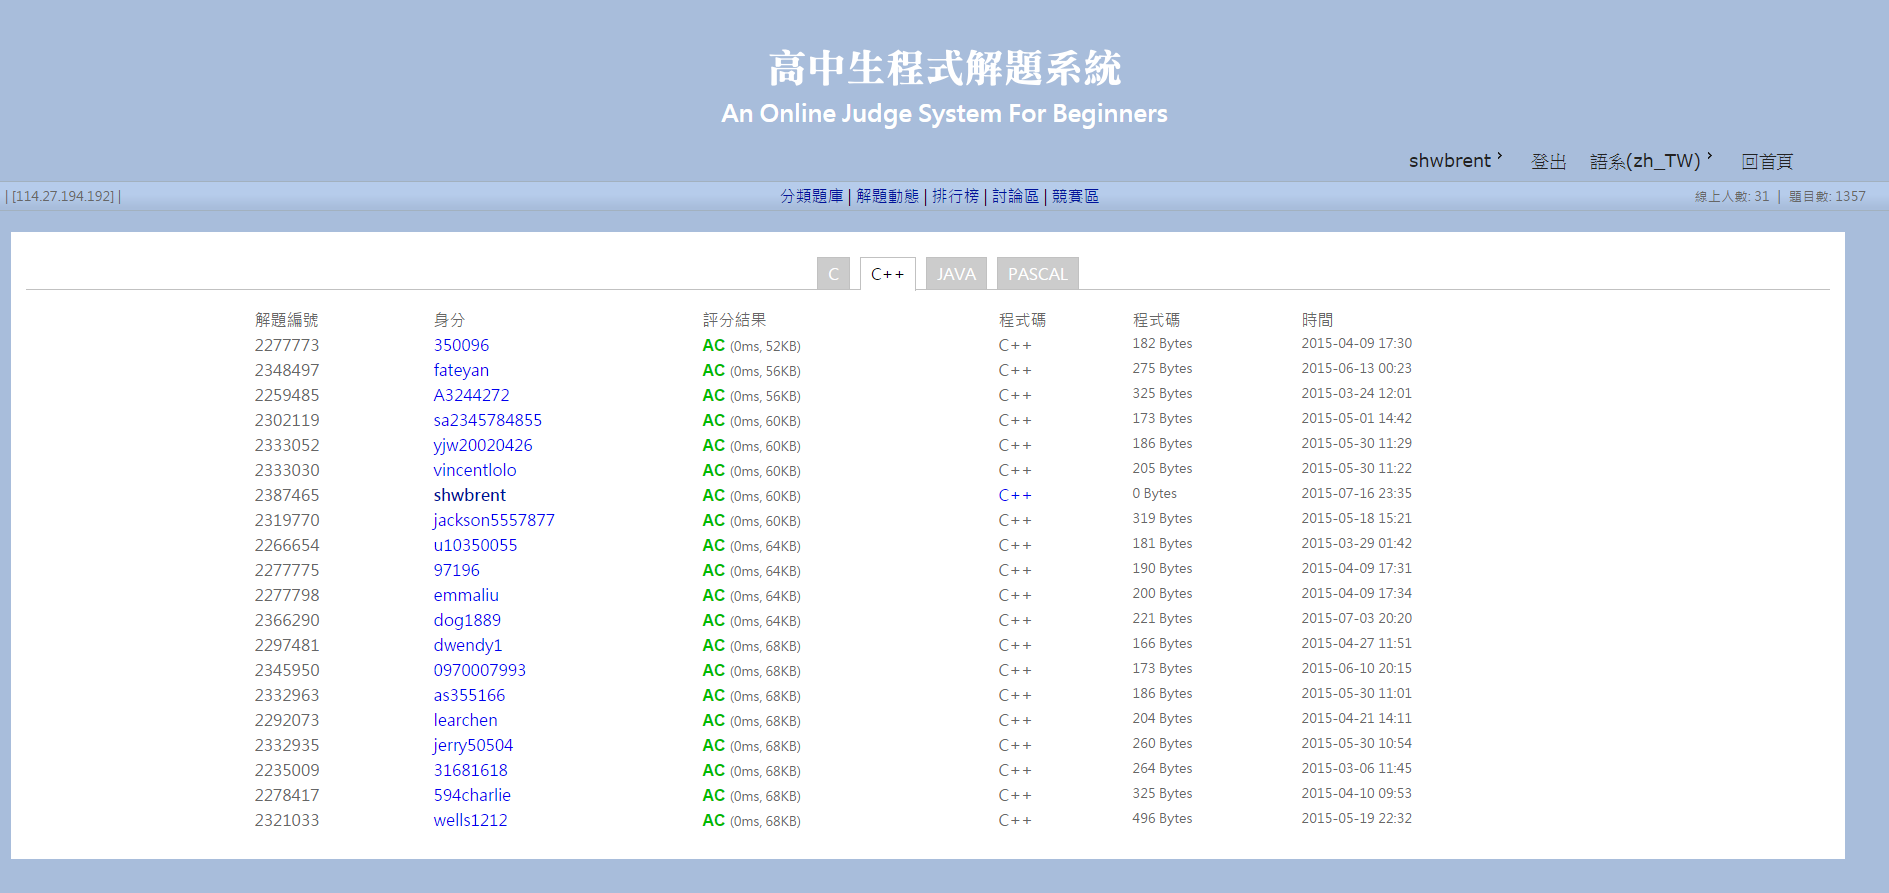 高中生程式解題系統
An Online Judge System For Beginners
shwbrent › 登出 語系(zh_TW) › 回首頁
| [114.27.194.192] | 分類題庫 | 解題動態 | 排行榜 | 討論區 | 競賽區 線上人數: 31 | 題目數: 1357
C C++ JAVA PASCAL
解題編號 身分 評分結果 程式碼 程式碼 時間
2277773 350096 AC (0ms, 52KB) C++ 182 Bytes 2015-04-09 17:30
2348497 fateyan AC (0ms, 56KB) C++ 275 Bytes 2015-06-13 00:23
2259485 A3244272 AC (0ms, 56KB) C++ 325 Bytes 2015-03-24 12:01
2302119 sa2345784855 AC (0ms, 60KB) C++ 173 Bytes 2015-05-01 14:42
2333052 yjw20020426 AC (0ms, 60KB) C++ 186 Bytes 2015-05-30 11:29
2333030 vincentlolo AC (0ms, 60KB) C++ 205 Bytes 2015-05-30 11:22
2387465 shwbrent AC (0ms, 60KB) C++ 0 Bytes 2015-07-16 23:35
2319770 jackson5557877 AC (0ms, 60KB) C++ 319 Bytes 2015-05-18 15:21
2266654 u10350055 AC (0ms, 64KB) C++ 181 Bytes 2015-03-29 01:42
2277775 97196 AC (0ms, 64KB) C++ 190 Bytes 2015-04-09 17:31
2277798 emmaliu AC (0ms, 64KB) C++ 200 Bytes 2015-04-09 17:34
2366290 dog1889 AC (0ms, 64KB) C++ 221 Bytes 2015-07-03 20:20
2297481 dwendy1 AC (0ms, 68KB) C++ 166 Bytes 2015-04-27 11:51
2345950 0970007993 AC (0ms, 68KB) C++ 173 Bytes 2015-06-10 20:15
2332963 as355166 AC (0ms, 68KB) C++ 186 Bytes 2015-05-30 11:01
2292073 learchen AC (0ms, 68KB) C++ 204 Bytes 2015-04-21 14:11
2332935 jerry50504 AC (0ms, 68KB) C++ 260 Bytes 2015-05-30 10:54
2235009 31681618 AC (0ms, 68KB) C++ 264 Bytes 2015-03-06 11:45
2278417 594charlie AC (0ms, 68KB) C++ 325 Bytes 2015-04-10 09:53
2321033 wells1212 AC (0ms, 68KB) C++ 496 Bytes 2015-05-19 22:32